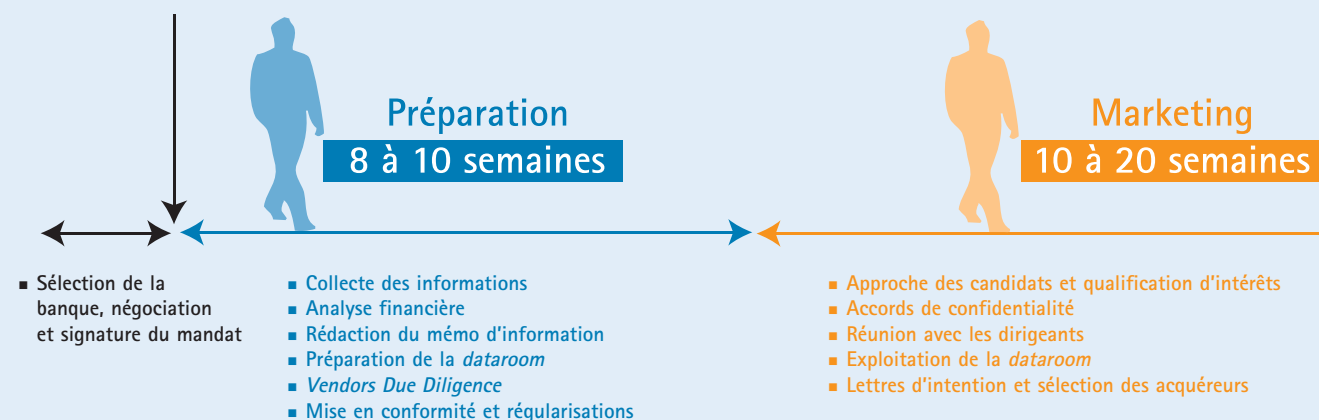 Préparation
8 à 10 semaines
Marketing
10 à 20 semaines
▪ Sélection de la
banque, négociation
et signature du mandat
▪ Collecte des informations
▪ Analyse financière
▪ Rédaction du mémo d'information
▪ Préparation de la dataroom
▪ Vendors Due Diligence
▪ Mise en conformité et régularisations
▪ Approche des candidats et qualification d'intérêts
▪ Accords de confidentialité
▪ Réunion avec les dirigeants
▪ Exploitation de la dataroom
▪ Lettres d'intention et sélection des acquéreurs